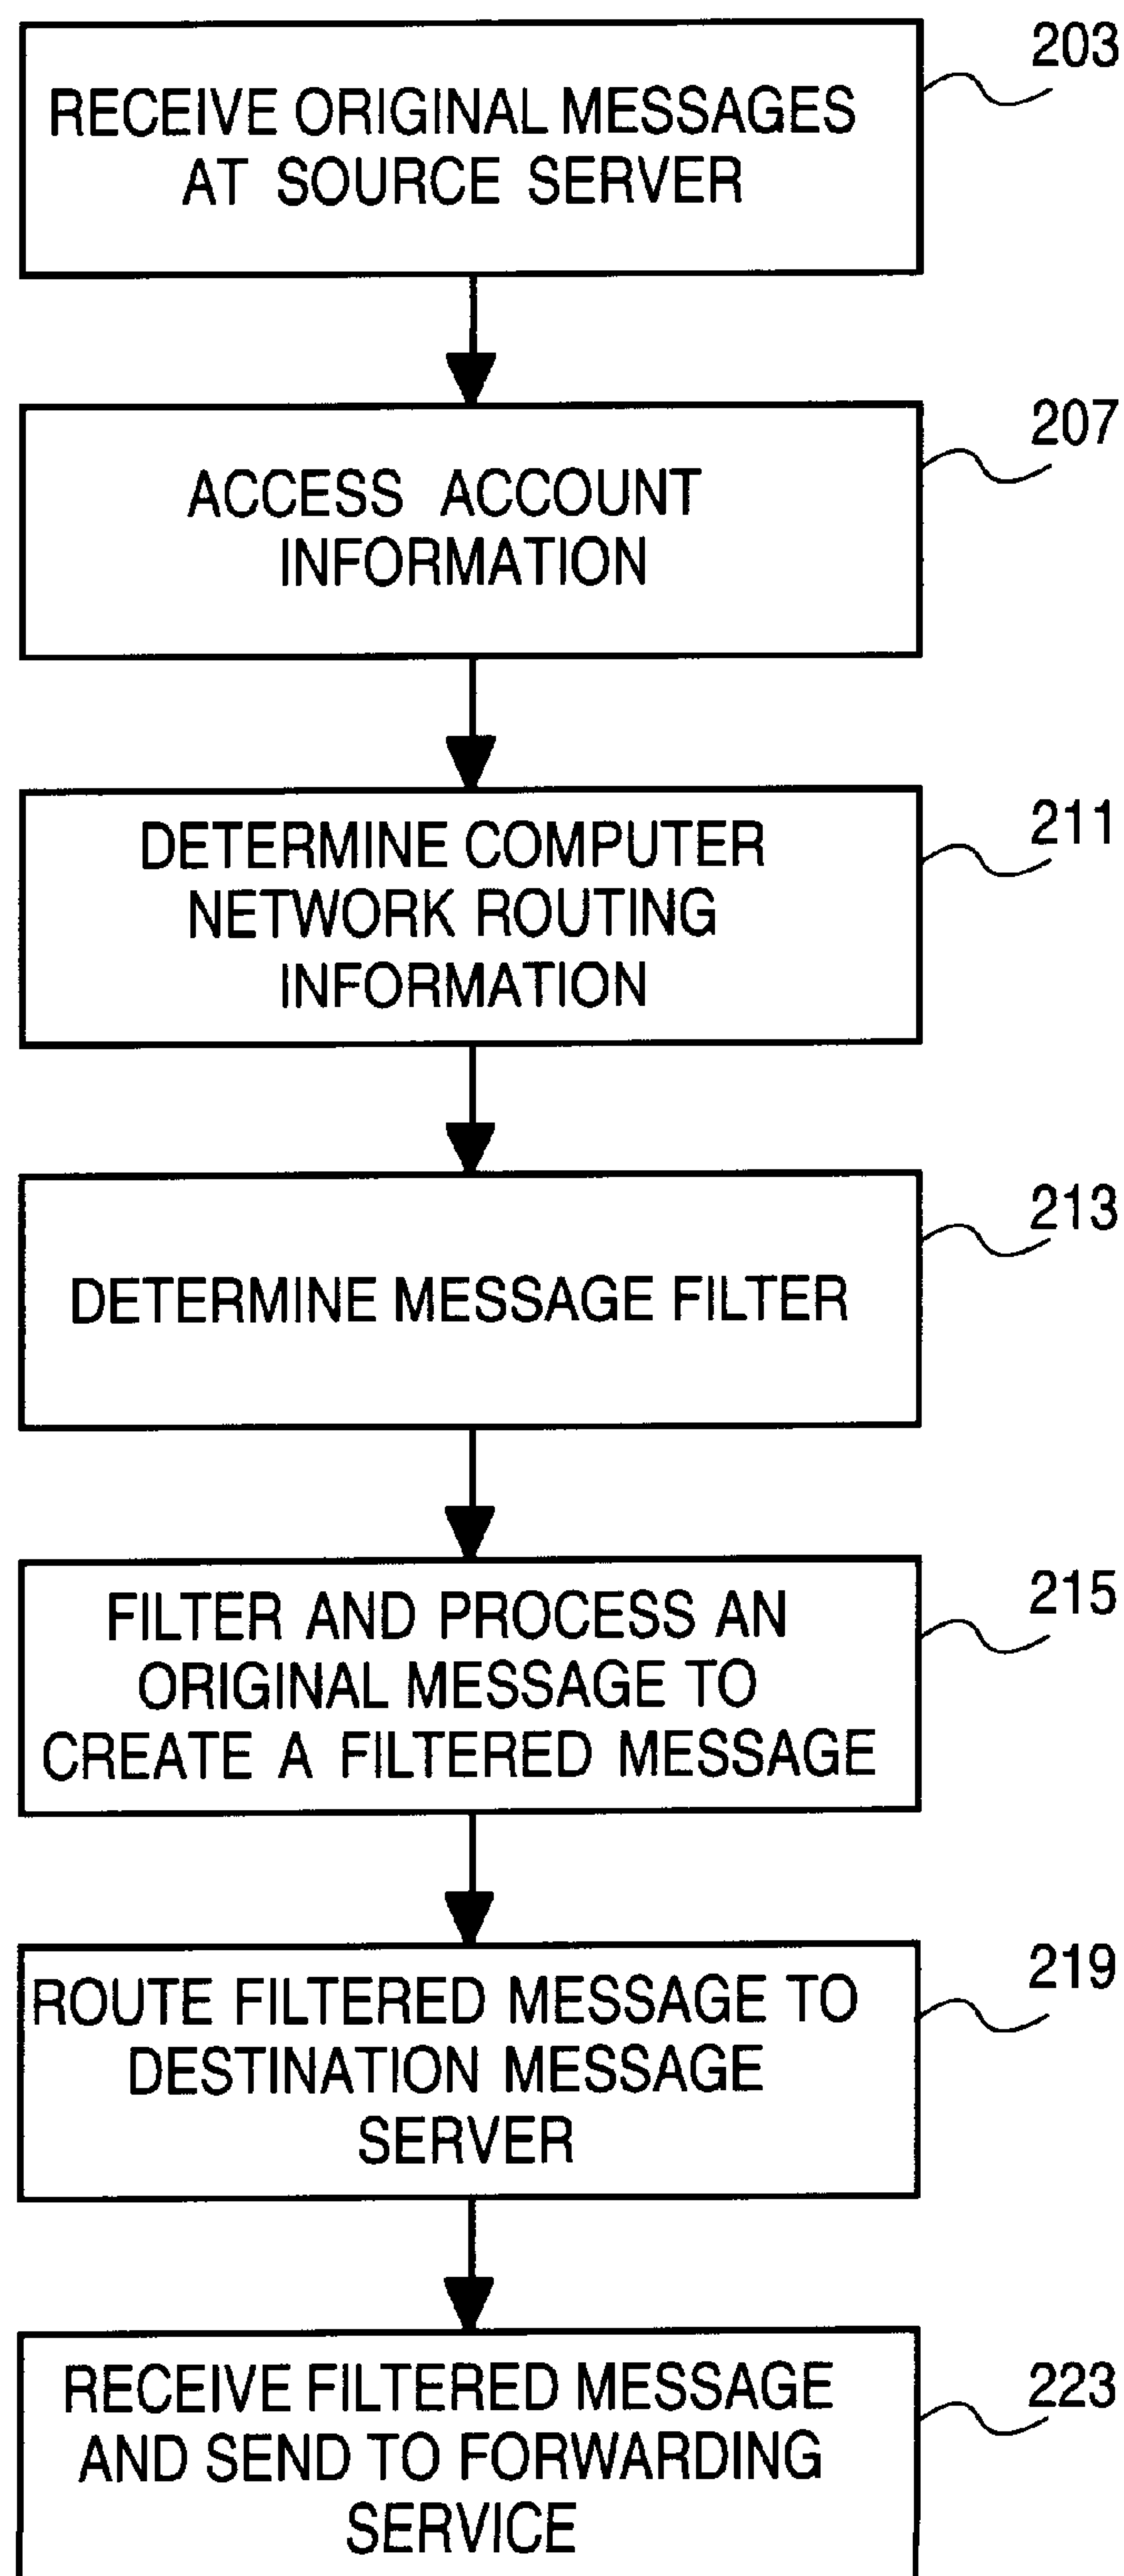 203
RECEIVE ORIGINAL MESSAGES
AT SOURCE SERVER
207
ACCESS ACCOUNT
INFORMATION
211
DETERMINE COMPUTER
NETWORK ROUTING
INFORMATION
213
DETERMINE MESSAGE FILTER
215
FILTER AND PROCESS AN
ORIGINAL MESSAGE TO
CREATE A FILTERED MESSAGE
219
ROUTE FILTERED MESSAGE TO
DESTINATION MESSAGE
SERVER
223
RECEIVE FILTERED MESSAGE
AND SEND TO FORWARDING
SERVICE